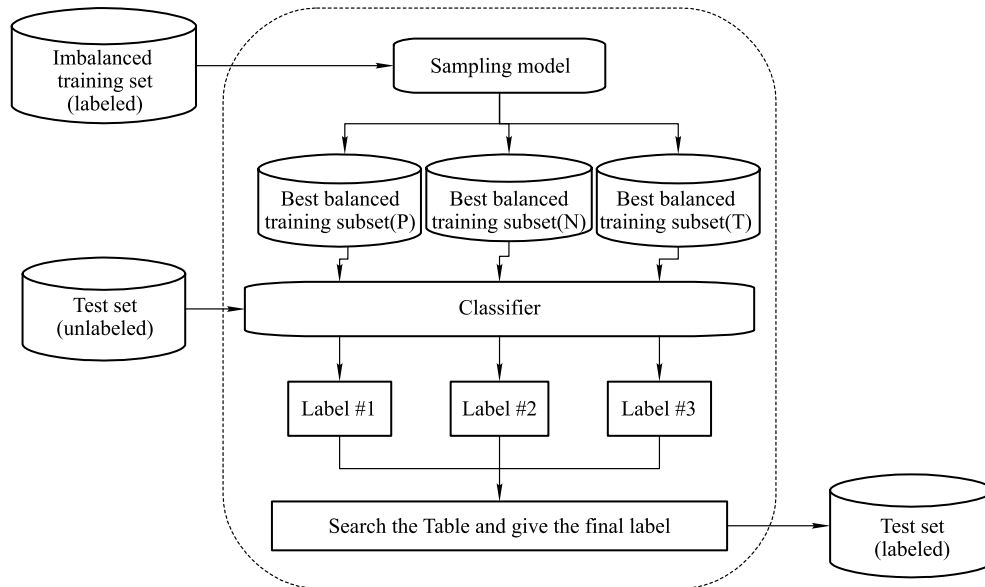 Imbalanced
training set
(labeled)
Sampling model
Best balanced
training subset(P)
Best balanced
training subset(N)
Best balanced
training subset(T)
Test set
(unlabeled)
Classifier
Label #1
Label #2
Label #3
Search the Table and give the final label
Test set
(labeled)